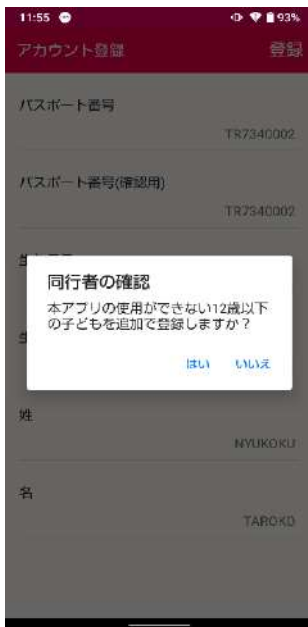 11:55 93%
アカウント登録 登録
パスポート番号
TR7340002
パスポート番号(確認用)
TR7340002
同行者の確認
本アプリの使用ができない12歳以下
の子どもを追加で登録しますか？
はい いいえ
姓
NYUKOKU
名
TAROKO